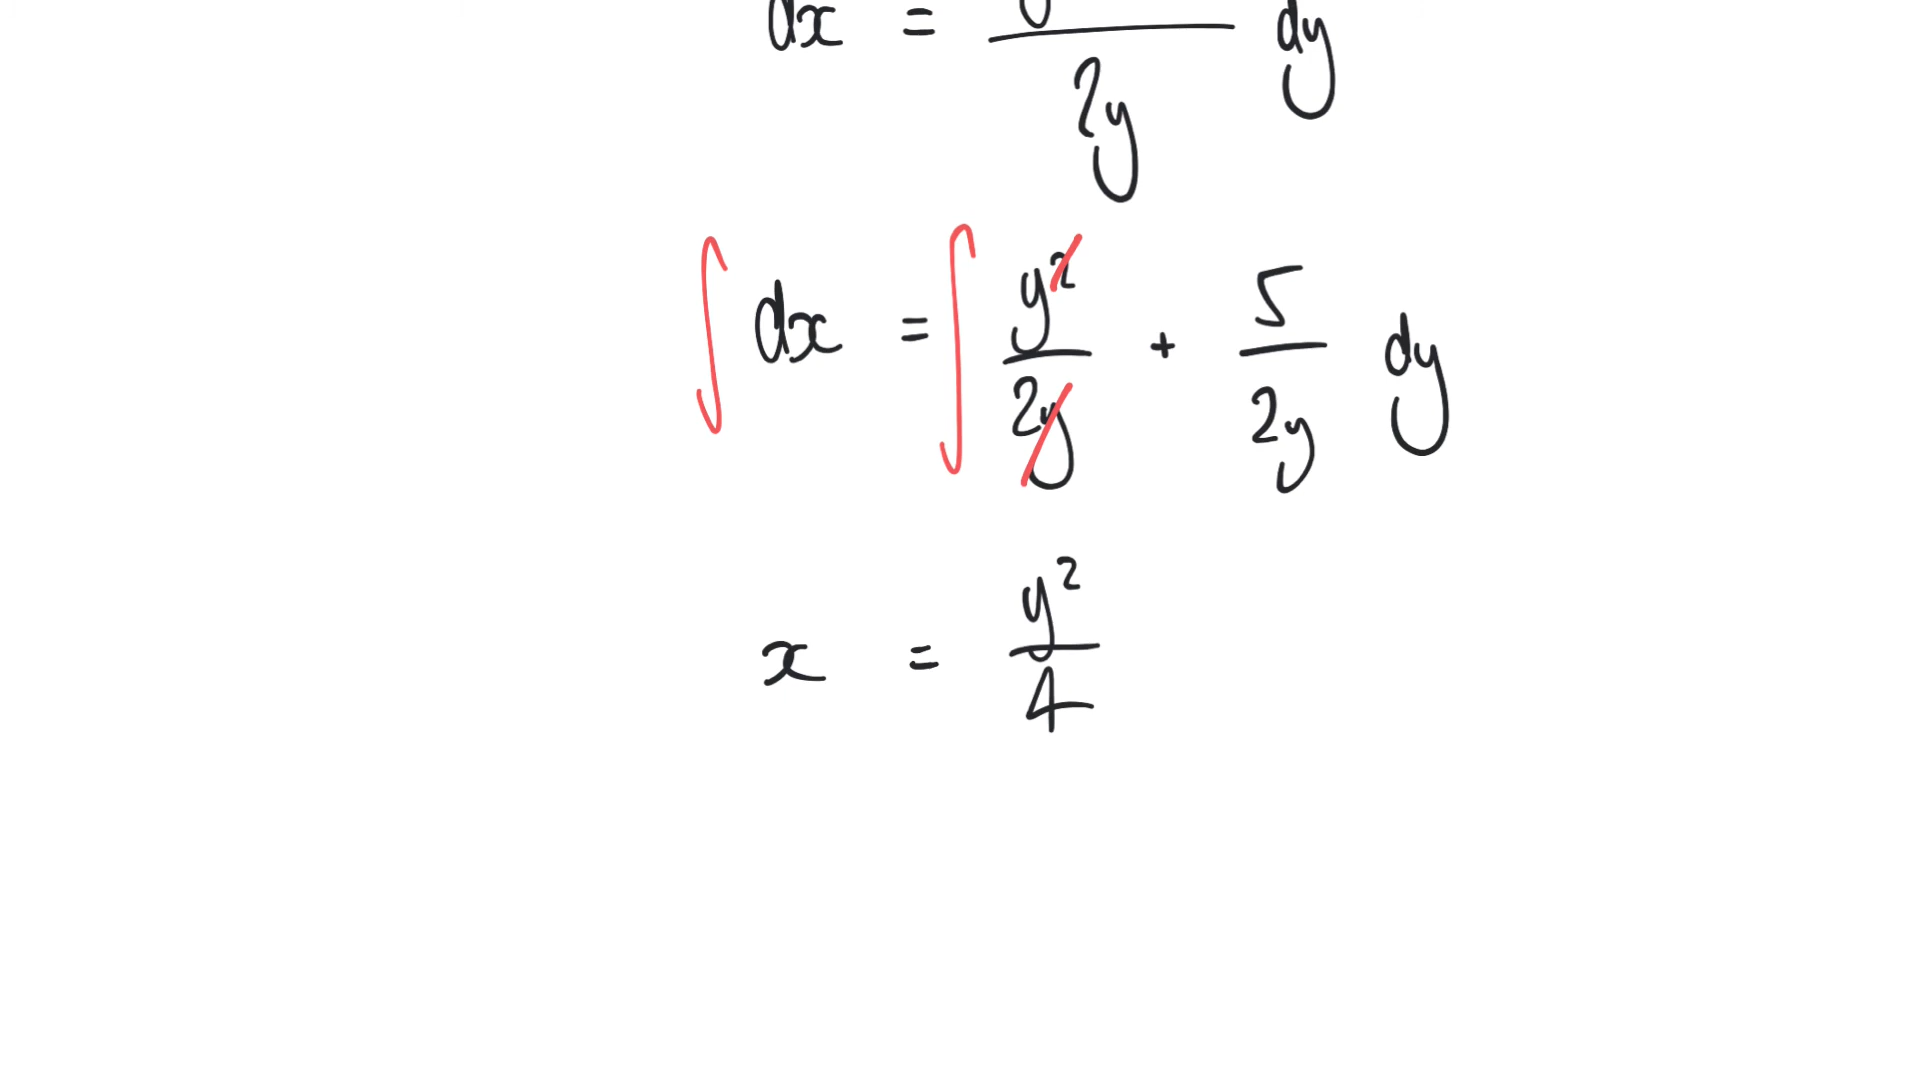 dx = / 2y dy
∫ dx = ∫ y²/2y + 5/2y dy
x = y²/4